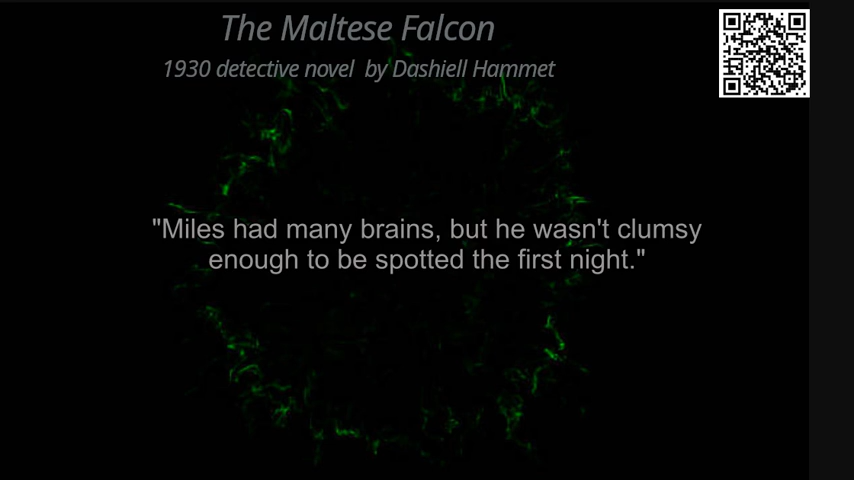 The Maltese Falcon
1930 detective novel by Dashiell Hammet
"Miles had many brains, but he wasn't clumsy
enough to be spotted the first night."